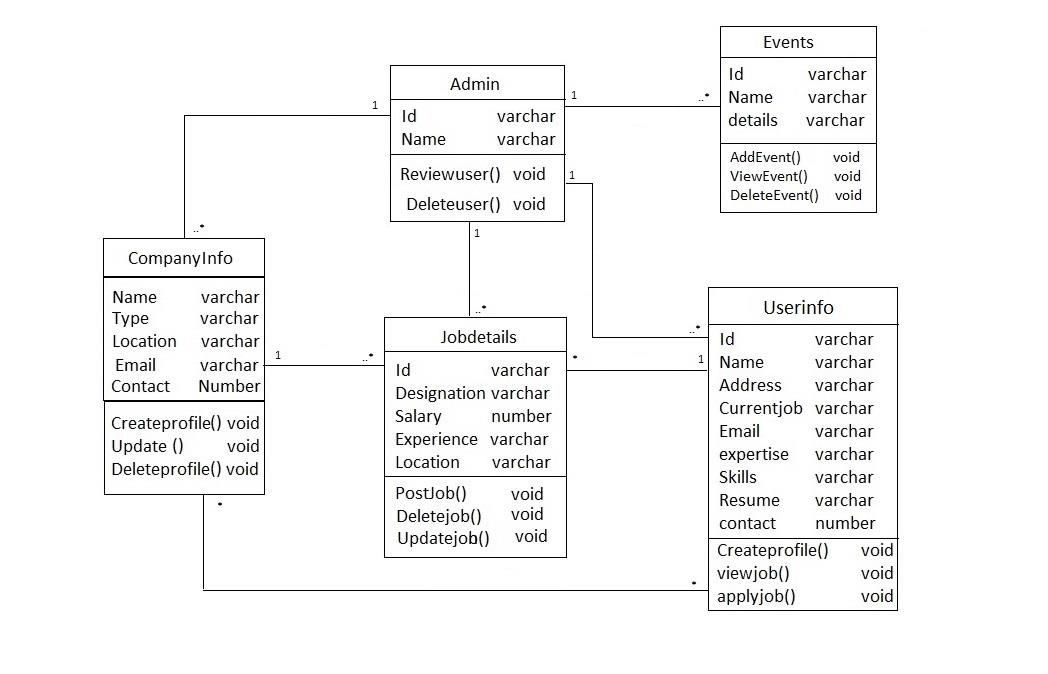 Events
Id varchar
Name varchar
details varchar
AddEvent() void
ViewEvent() void
DeleteEvent() void
Admin
Id varchar
Name varchar
Reviewuser() void
Deleteuser() void
1
1
..*
1
1
..*
..*
..*
CompanyInfo
Name varchar
Type varchar
Location varchar
Email varchar
Contact Number
Createprofile() void
Update () void
Deleteprofile() void
1
..*
*
Jobdetails
Id varchar
Designation varchar
Salary number
Experience varchar
Location varchar
PostJob() void
Deletejob() void
Updatejob() void
*
1
*
Userinfo
Id varchar
Name varchar
Address varchar
Currentjob varchar
Email varchar
expertise varchar
Skills varchar
Resume varchar
contact number
Createprofile() void
viewjob() void
applyjob() void